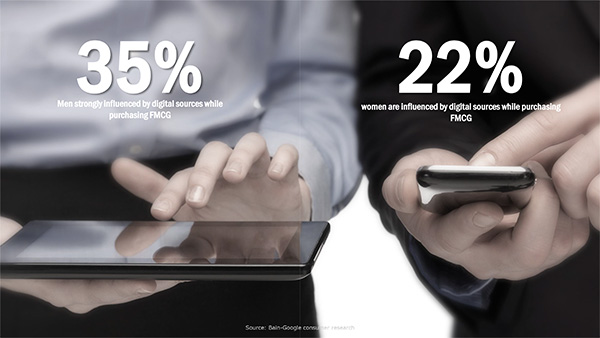 35%
Men strongly influenced by digital sources while
purchasing FMCG
22%
women are influenced by digital sources while purchasing
FMCG
Source: Bain-Google consumer research